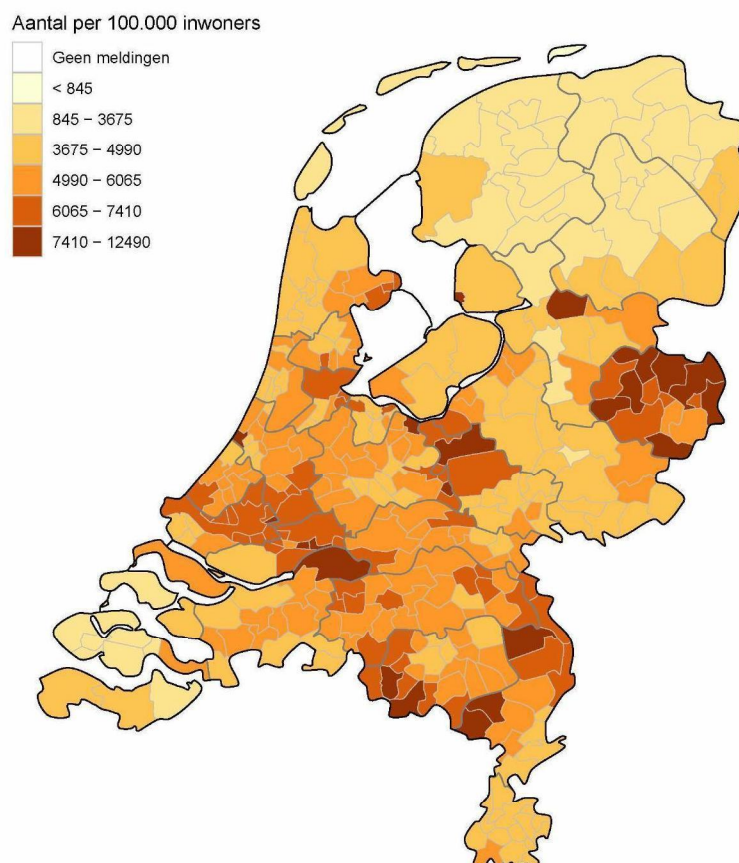 Aantal per 100.000 inwoners
Geen meldingen
< 845
845 – 3675
3675 – 4990
4990 – 6065
6065 – 7410
7410 – 12490